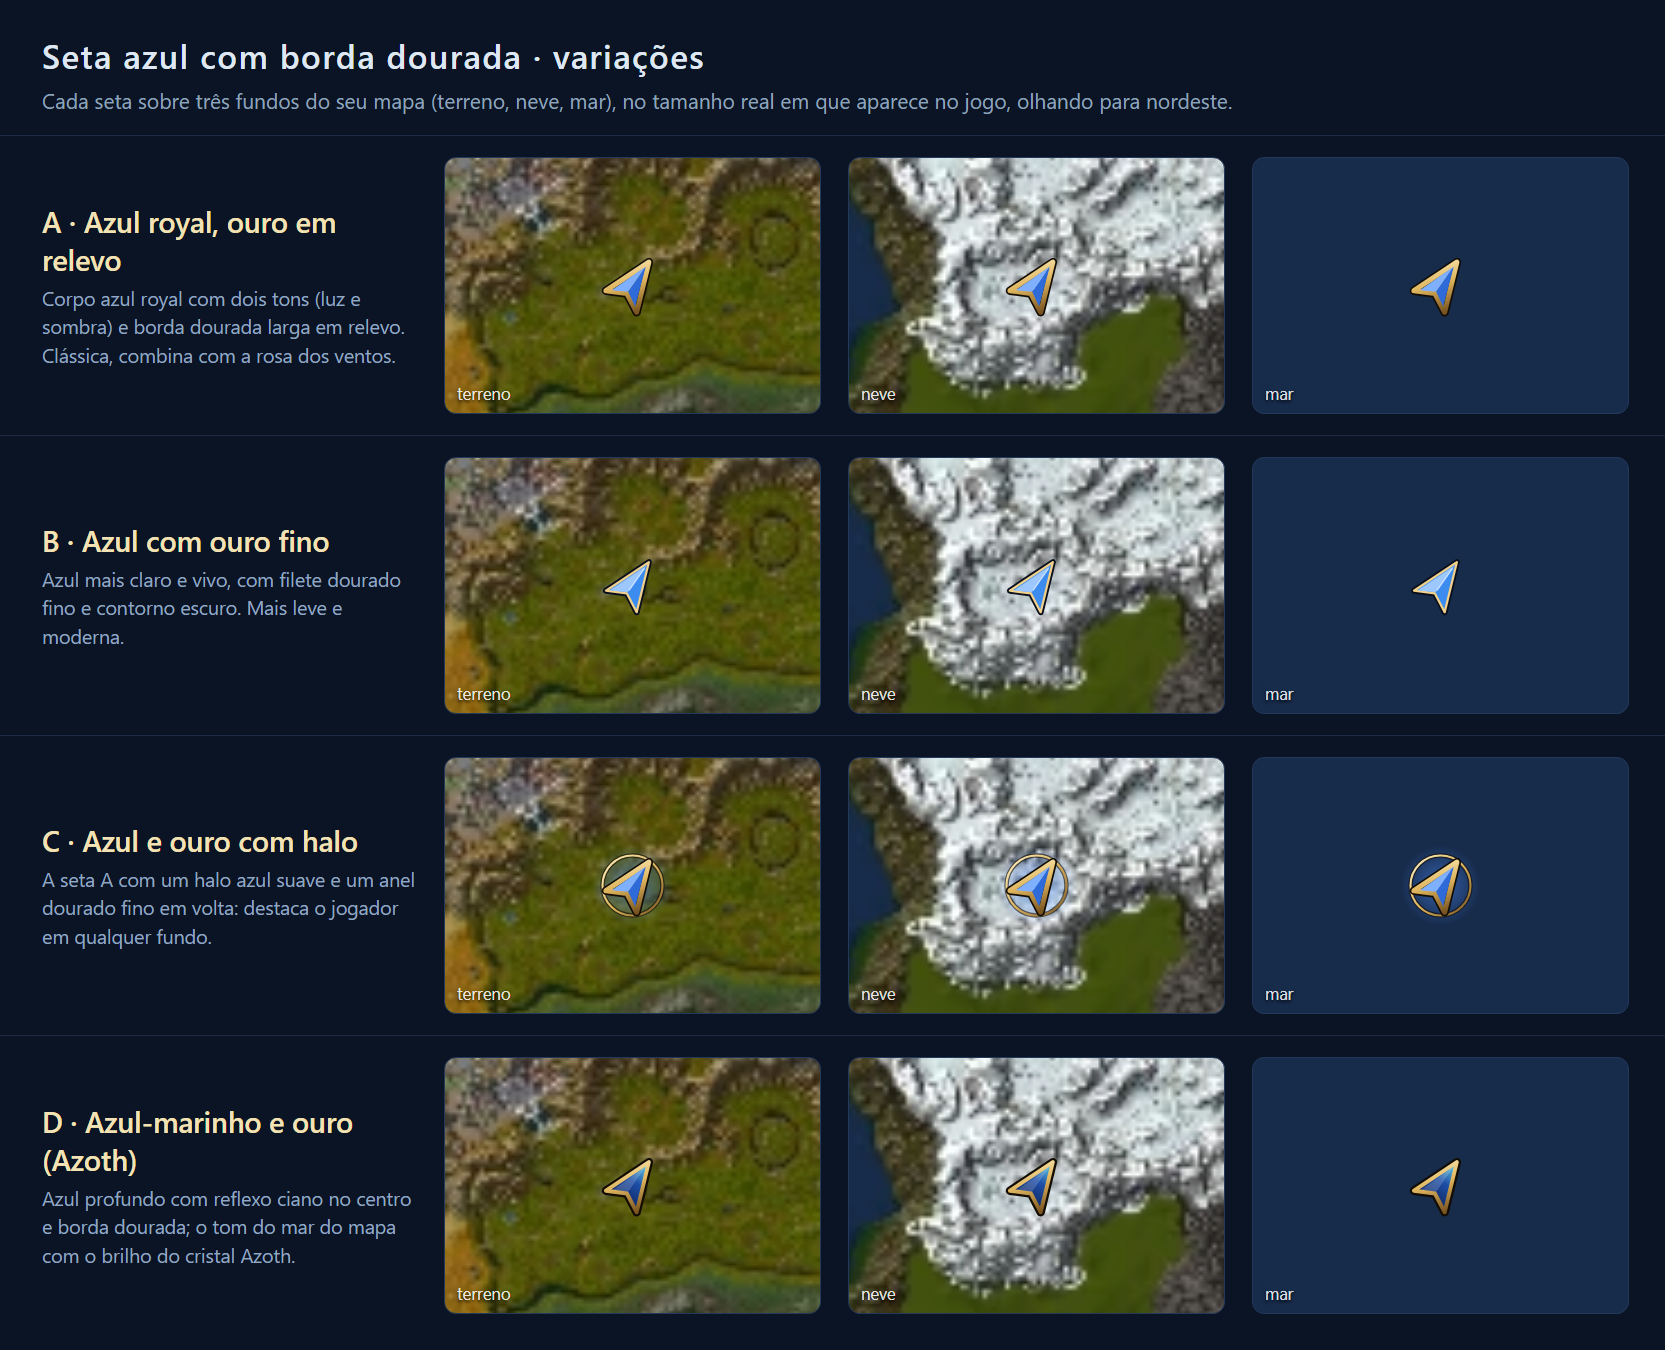 Seta azul com borda dourada · variações
Cada seta sobre três fundos do seu mapa (terreno, neve, mar), no tamanho real em que aparece no jogo, olhando para nordeste.
A · Azul royal, ouro em
relevo
Corpo azul royal com dois tons (luz e
sombra) e borda dourada larga em relevo.
Clássica, combina com a rosa dos ventos.
terreno
neve
mar
B · Azul com ouro fino
Azul mais claro e vivo, com filete dourado
fino e contorno escuro. Mais leve e
moderna.
terreno
neve
mar
C · Azul e ouro com halo
A seta A com um halo azul suave e um anel
dourado fino em volta: destaca o jogador
em qualquer fundo.
terreno
neve
mar
D · Azul-marinho e ouro
(Azoth)
Azul profundo com reflexo ciano no centro
e borda dourada; o tom do mar do mapa
com o brilho do cristal Azoth.
terreno
neve
mar